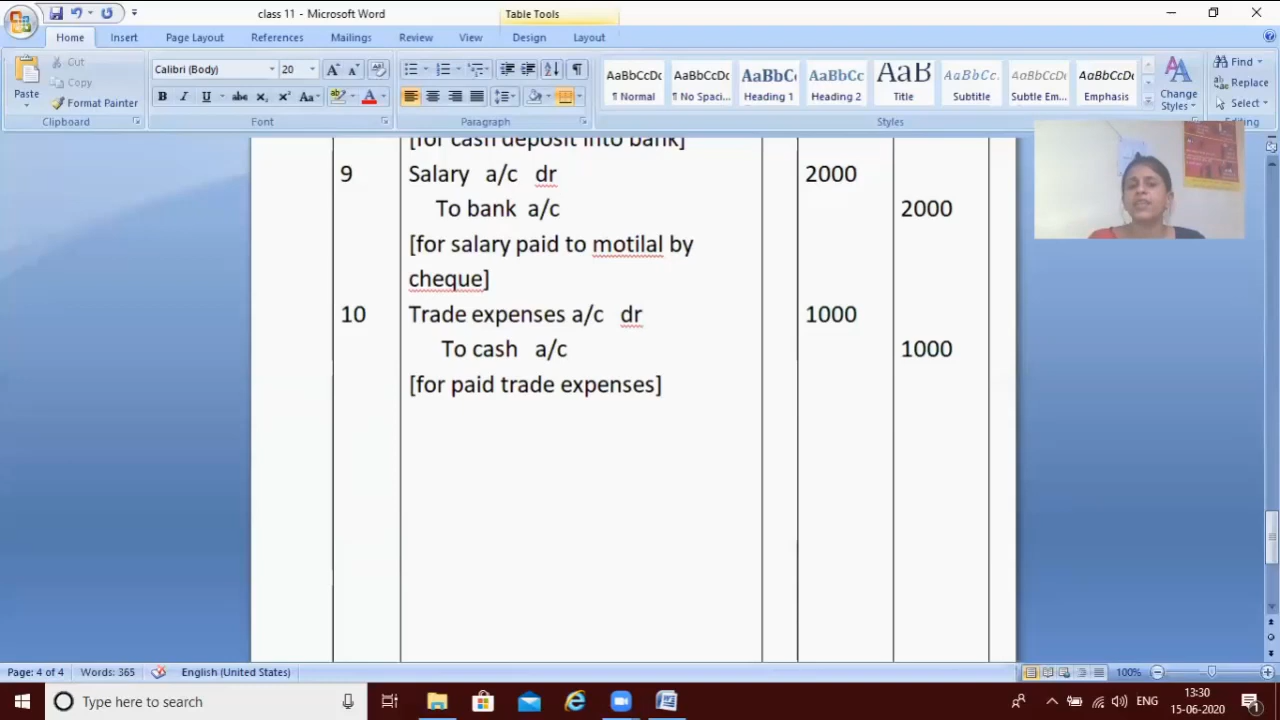 class 11 - Microsoft Word
Table Tools
Home Insert Page Layout References Mailings Review View Design Layout
Paste
Cut
Copy
Format Painter
Clipboard
Calibri (Body) 20
Font
Paragraph
AaBbCcDc AaBbCcDc AaBbC AaBbCc AaB AaBbCc. AaBbCcDc AaBbCcDc
¶ Normal ¶ No Spaci... Heading 1 Heading 2 Title Subtitle Subtle Em... Emphasis
Change Styles
Styles
Find
Replace
Select
Editing
[for cash deposit into bank]
9 Salary a/c dr 2000
To bank a/c 2000
[for salary paid to motilal by
cheque]
10 Trade expenses a/c dr 1000
To cash a/c 1000
[for paid trade expenses]
Page: 4 of 4 Words: 365 English (United States) 100%
Type here to search
ENG
13:30
15-06-2020